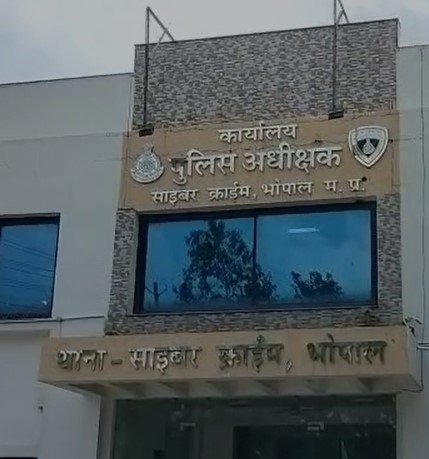 कार्यालय
पुलिस अधीक्षक
साइबर क्राईम, भोपाल म.प्र.
थाना - साइबर क्राईम, भोपाल